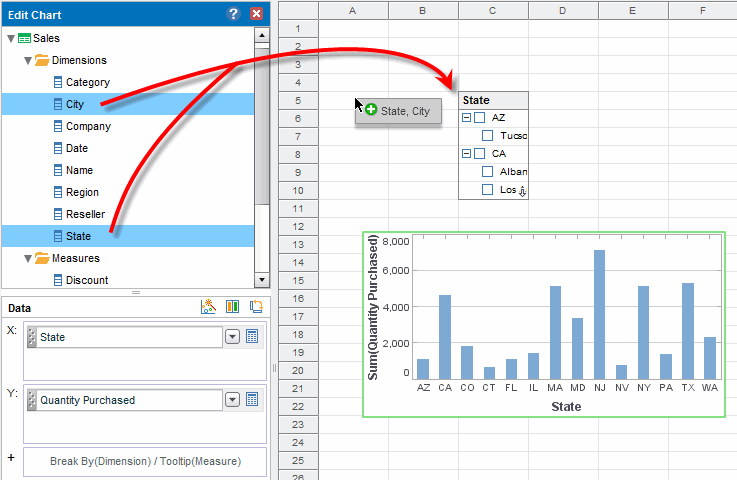 Edit Chart
Sales
Dimensions
Category
City
Company
Date
Name
Region
Reseller
State
Measures
Discount
Data
X:
State
Y:
Quantity Purchased
+ Break By(Dimension) / Tooltip(Measure)
A B C D E F
1
2
3
4
5
6
7
8
9
10
11
12
13
14
15
16
17
18
19
20
21
22
23
24
25
26
State, City
State
AZ
Tucso
CA
Alban
Los
Sum(Quantity Purchased)
8,000
6,000
4,000
2,000
0
AZ CA CO CT FL IL MA MD NJ NV NY PA TX WA
State